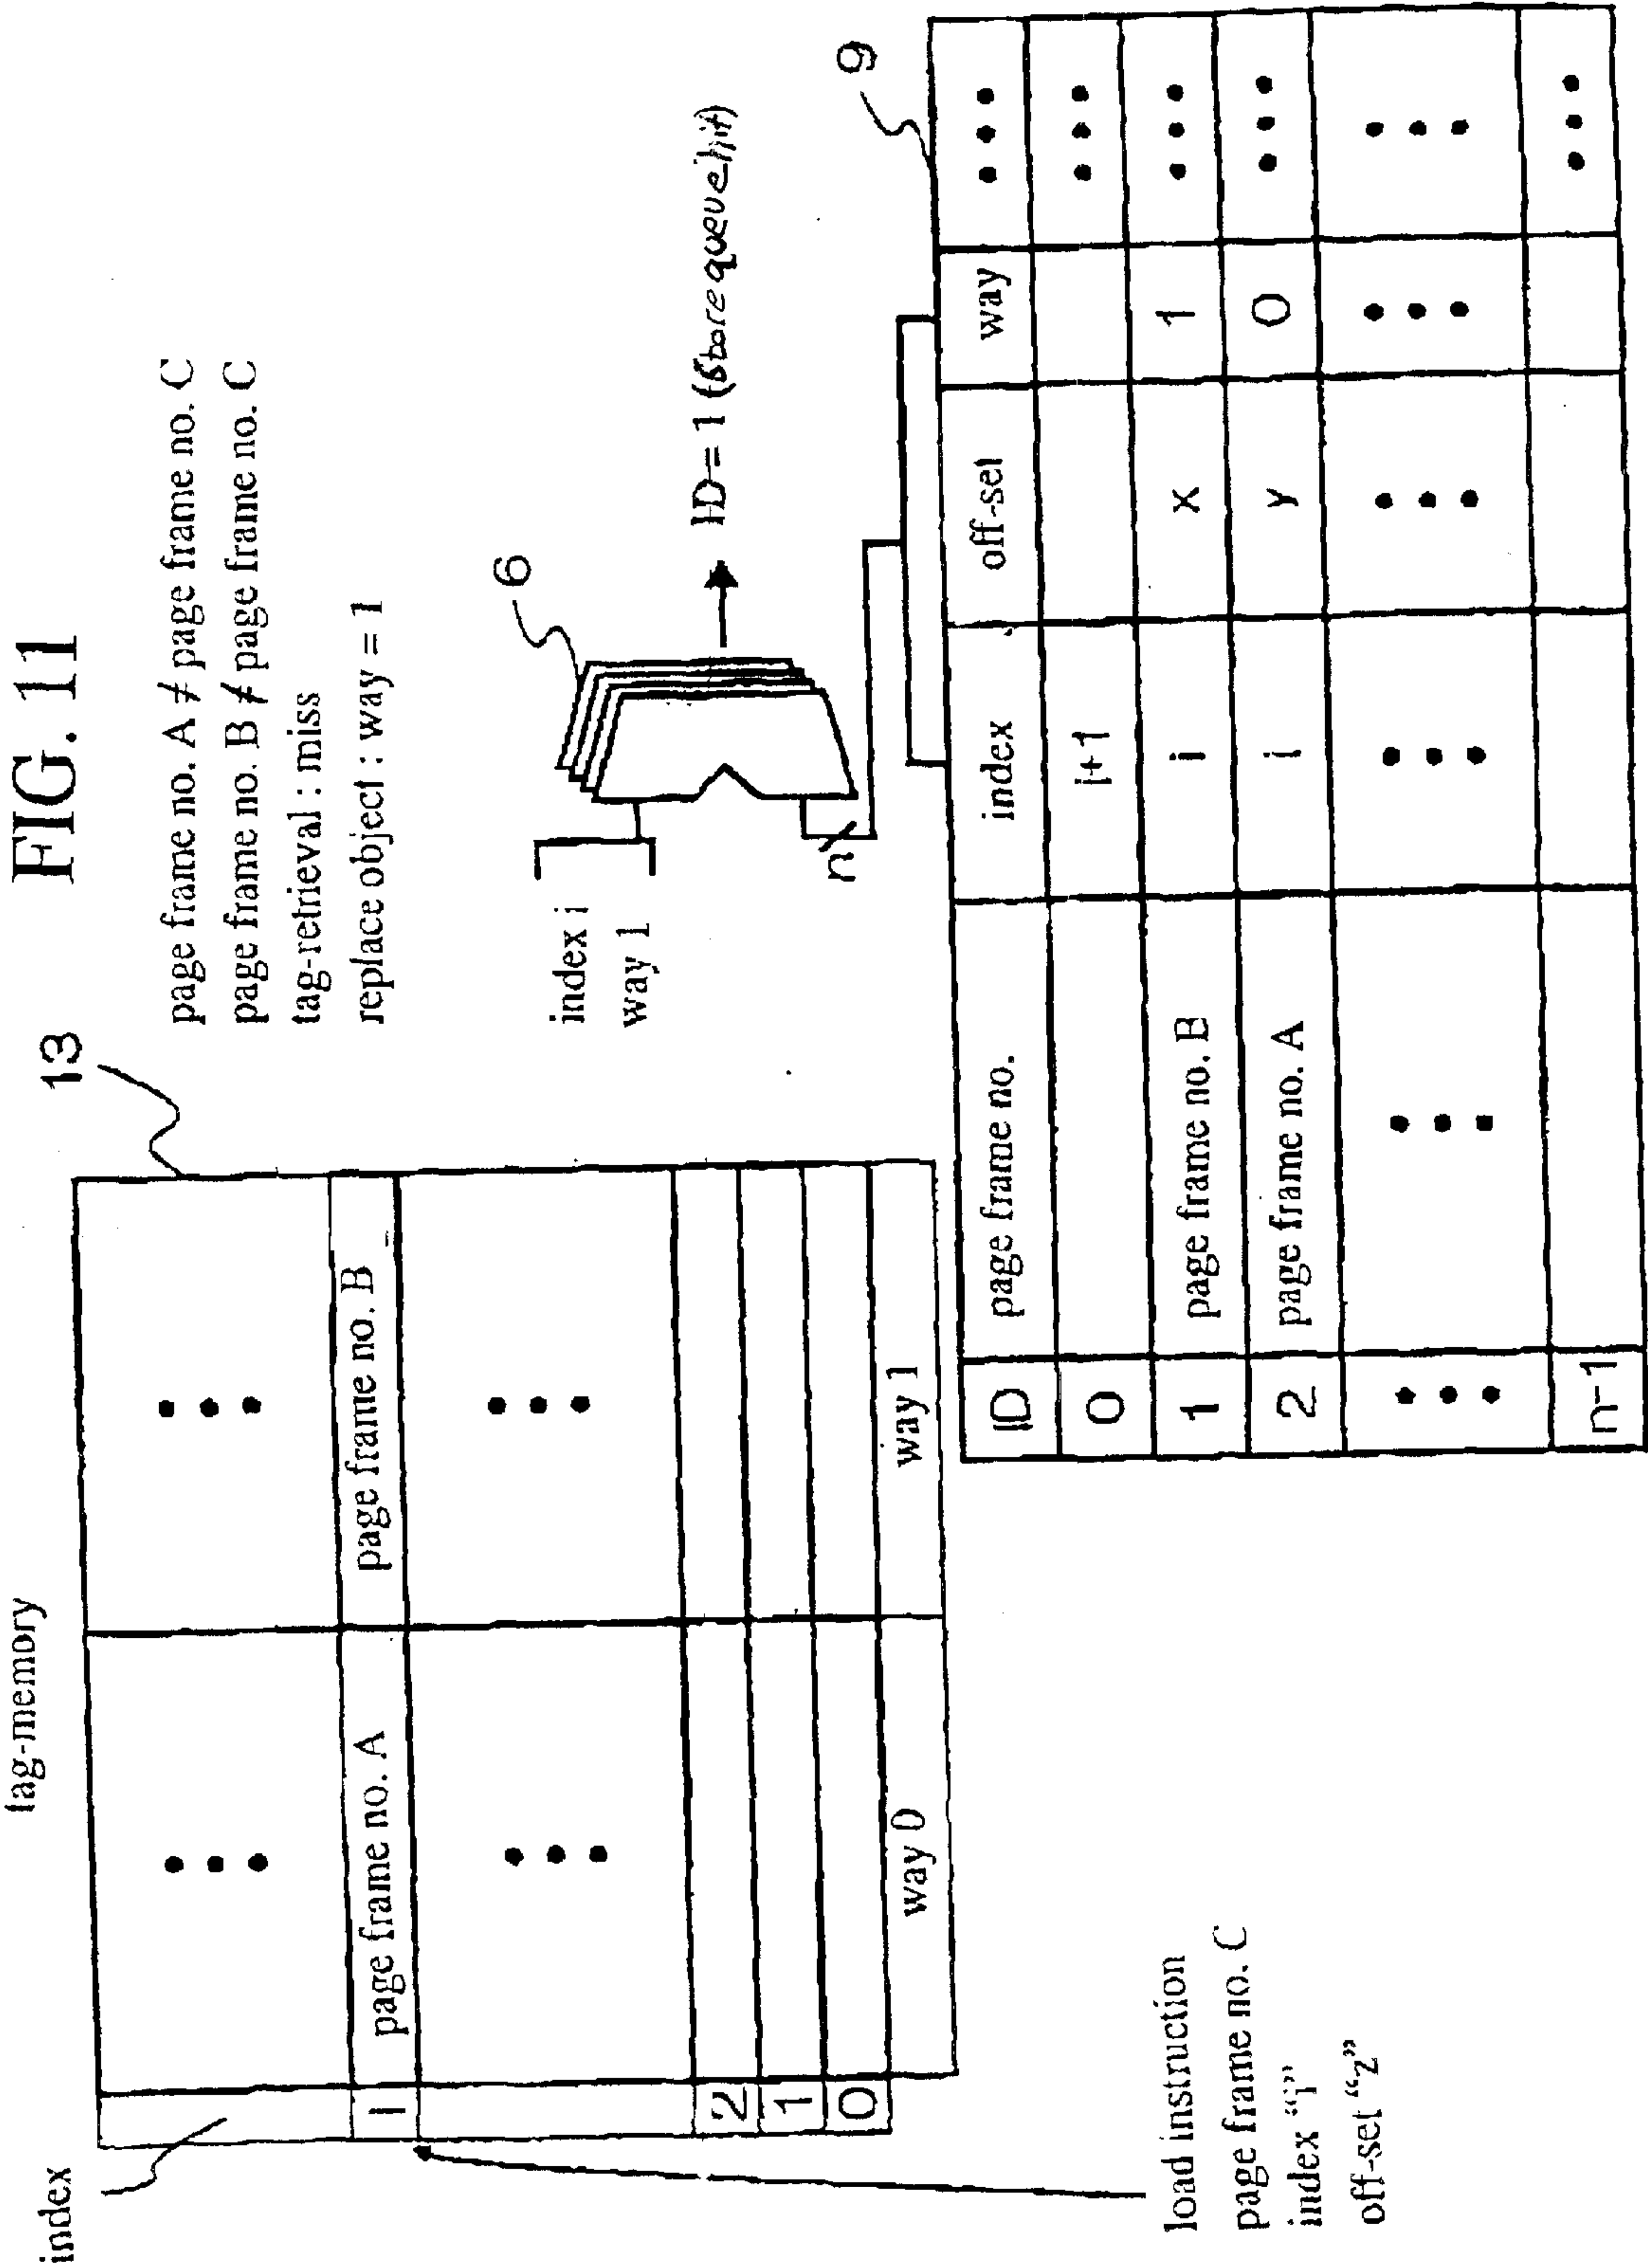 FIG. 11
tag-memory
13
index
i
page frame no. A
page frame no. B
2
1
0
way 0
way 1
load instruction
page frame no. C
index “i”
off-set “z”
page frame no. A ≠ page frame no. C
page frame no. B ≠ page frame no. C
tag-retrieval : miss
replace object : way = 1
6
index i
way 1
n
ID = 1 (store queue hit)
9
ID page frame no. index off-set way
0 i+1
1 page frame no. B i x 1
2 page frame no. A i y 0
n-1